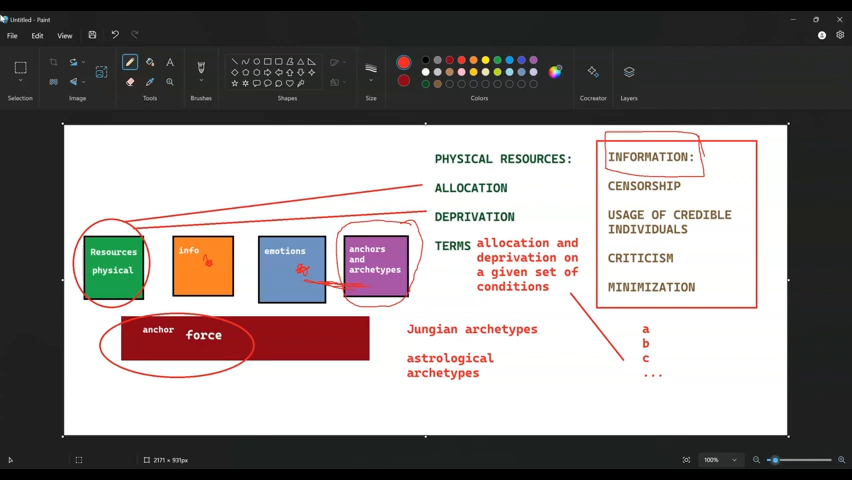 Untitled - Paint
File Edit View
Selection
Image
Tools
Brushes
Shapes
Size
Colors
Cocreator
Layers
PHYSICAL RESOURCES:
ALLOCATION
DEPRIVATION
TERMS
allocation and
deprivation on
a given set of
conditions
INFORMATION:
CENSORSHIP
USAGE OF CREDIBLE
INDIVIDUALS
CRITICISM
MINIMIZATION
Resources
physical
info
emotions
anchors
and
archetypes
anchor force
Jungian archetypes
astrological
archetypes
a
b
c
...
2171 × 931px
100%